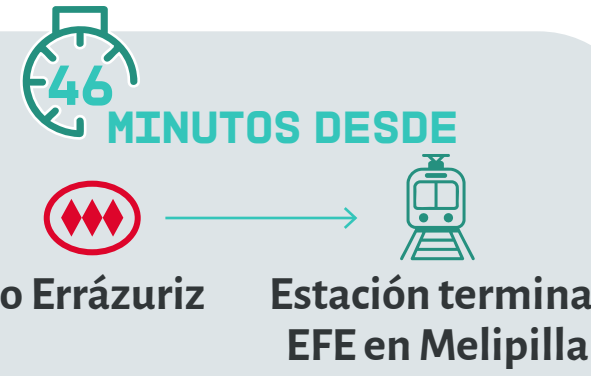 46
MINUTOS DESDE
o Errázuriz
Estación termina
EFE en Melipilla